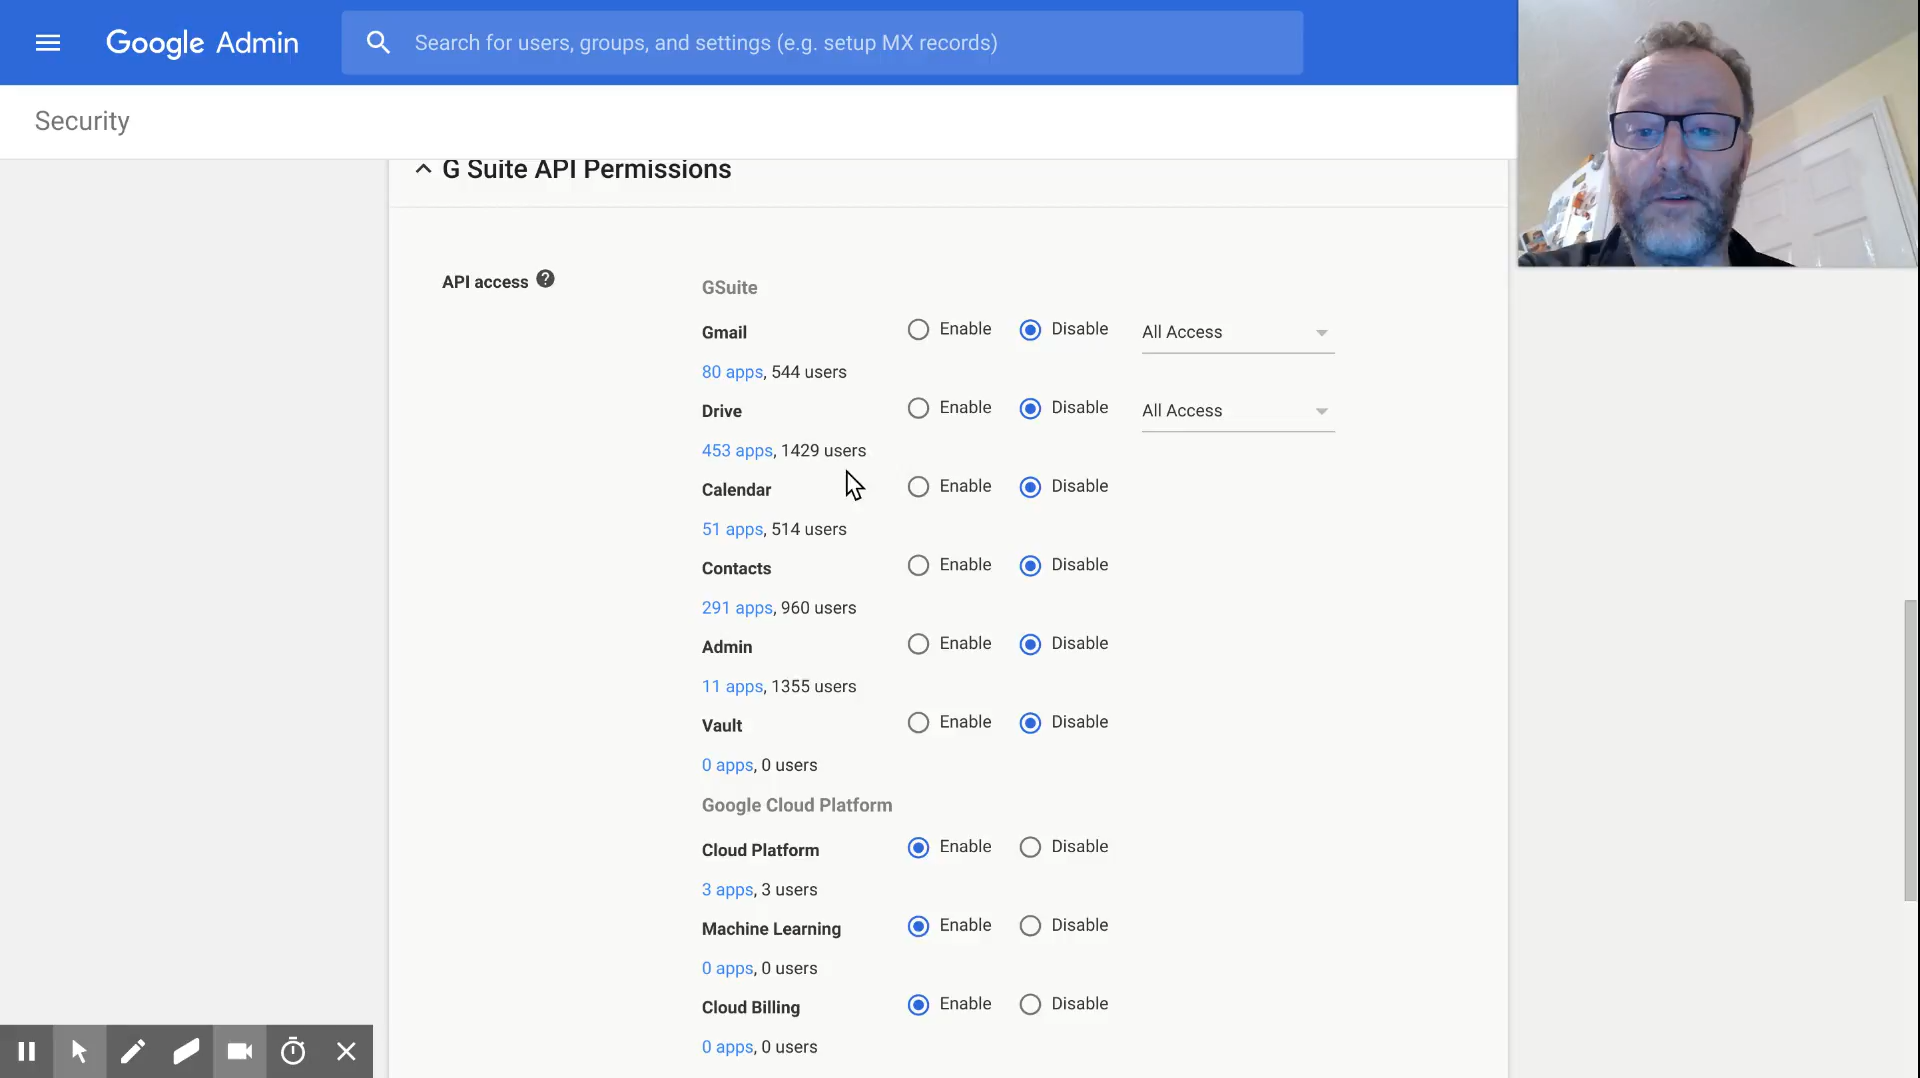 Google Admin
Search for users, groups, and settings (e.g. setup MX records)
Security
G Suite API Permissions
API access
GSuite
Gmail Enable Disable All Access
80 apps, 544 users
Drive Enable Disable All Access
453 apps, 1429 users
Calendar Enable Disable
51 apps, 514 users
Contacts Enable Disable
291 apps, 960 users
Admin Enable Disable
11 apps, 1355 users
Vault Enable Disable
0 apps, 0 users
Google Cloud Platform
Cloud Platform Enable Disable
3 apps, 3 users
Machine Learning Enable Disable
0 apps, 0 users
Cloud Billing Enable Disable
0 apps, 0 users